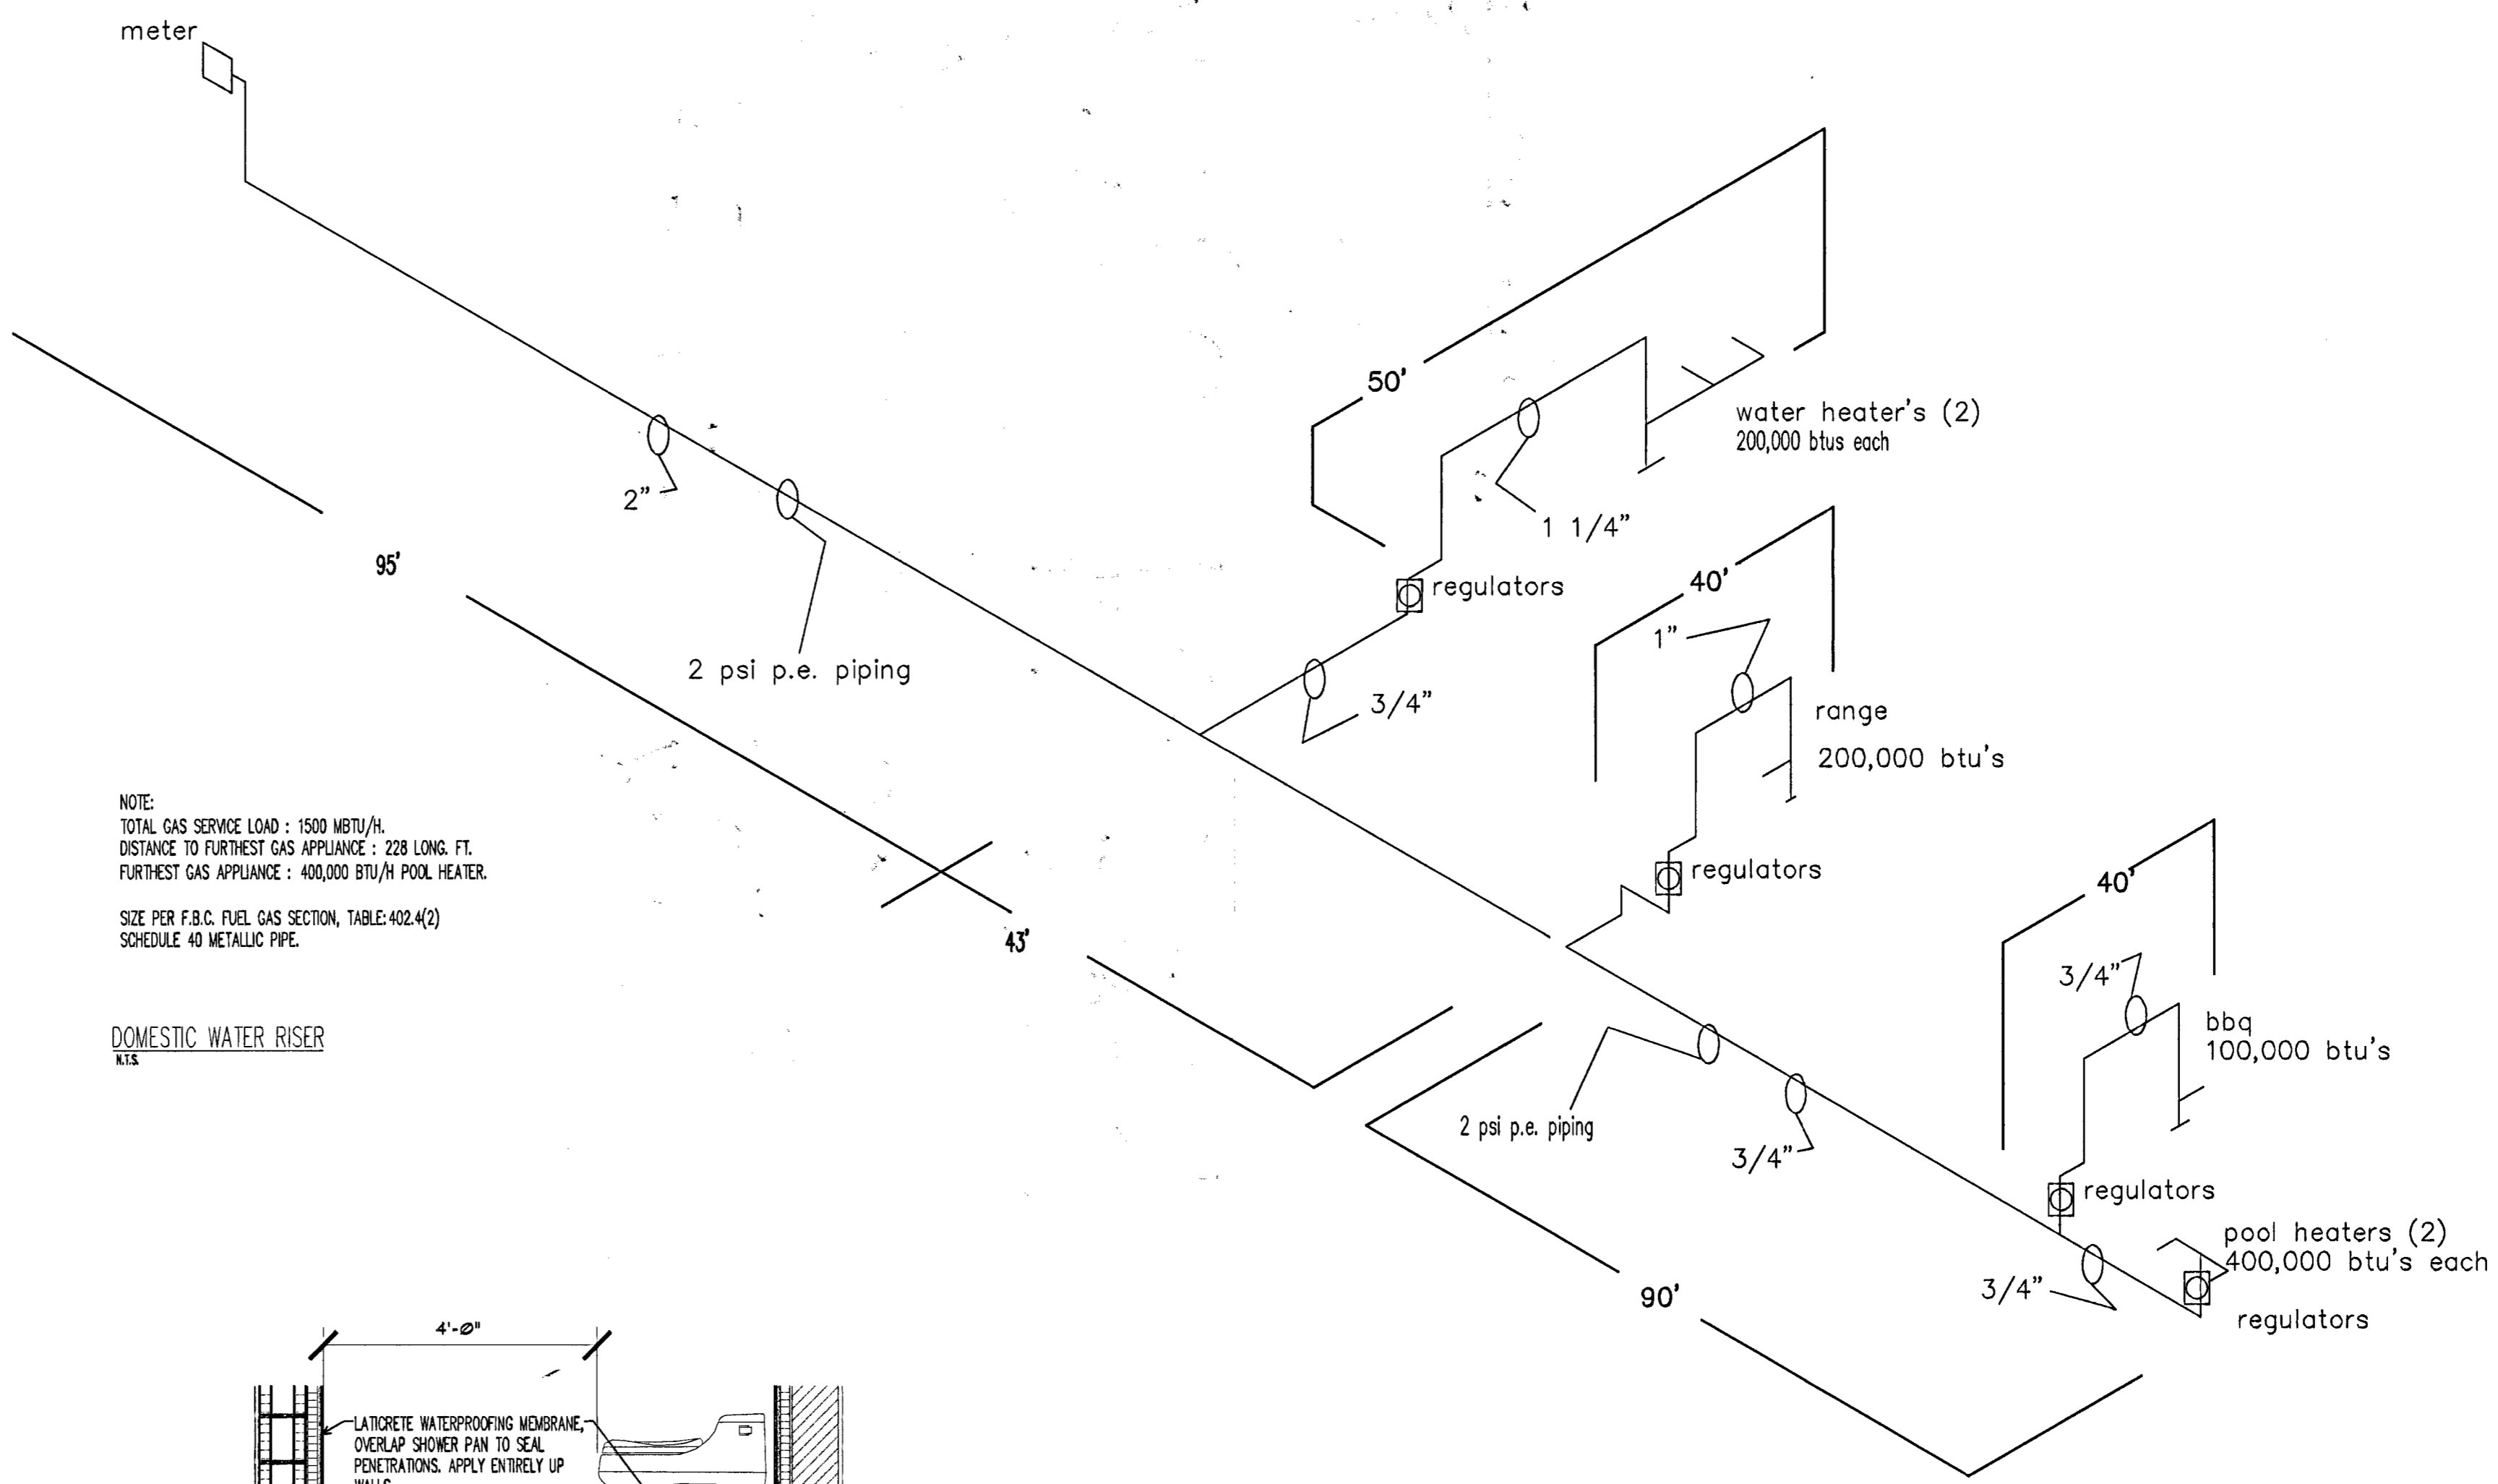 meter
50'
water heater's (2)
200,000 btus each
2"
1 1/4"
95'
regulators
40'
1"
2 psi p.e. piping
3/4"
range
200,000 btu's
NOTE:
TOTAL GAS SERVICE LOAD : 1500 MBTU/H.
DISTANCE TO FURTHEST GAS APPLIANCE : 228 LONG. FT.
FURTHEST GAS APPLIANCE : 400,000 BTU/H POOL HEATER.
SIZE PER F.B.C. FUEL GAS SECTION, TABLE:402.4(2)
SCHEDULE 40 METALLIC PIPE.
regulators
40'
43'
3/4"
bbq
100,000 btu's
DOMESTIC WATER RISER
N.T.S.
2 psi p.e. piping
3/4"
regulators
pool heaters (2)
400,000 btu's each
3/4"
90'
regulators
4'-0"
LATICRETE WATERPROOFING MEMBRANE,
OVERLAP SHOWER PAN TO SEAL
PENETRATIONS. APPLY ENTIRELY UP